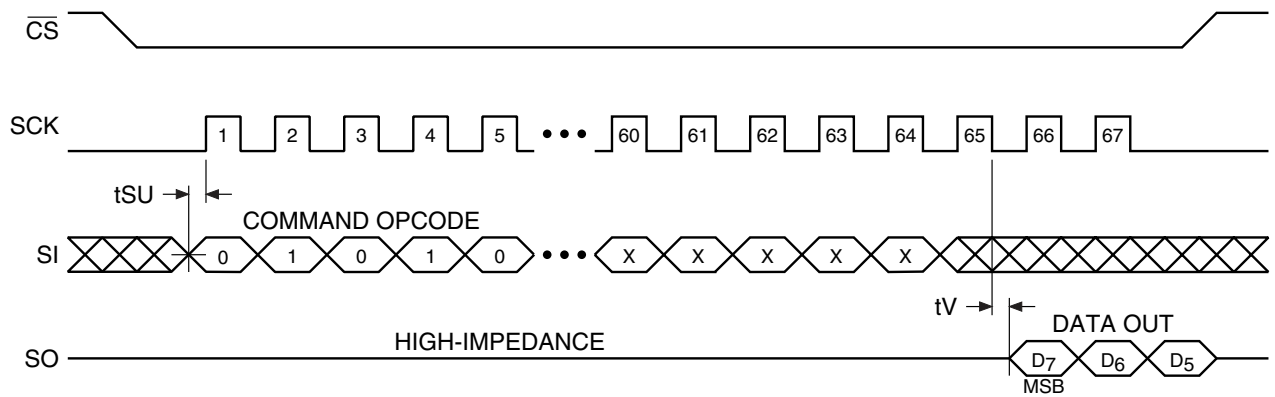 CS
SCK 1 2 3 4 5 ••• 60 61 62 63 64 65 66 67
tSU
COMMAND OPCODE
SI 0 1 0 1 0 ••• X X X X X
tV
HIGH-IMPEDANCE DATA OUT
SO D7 D6 D5
MSB